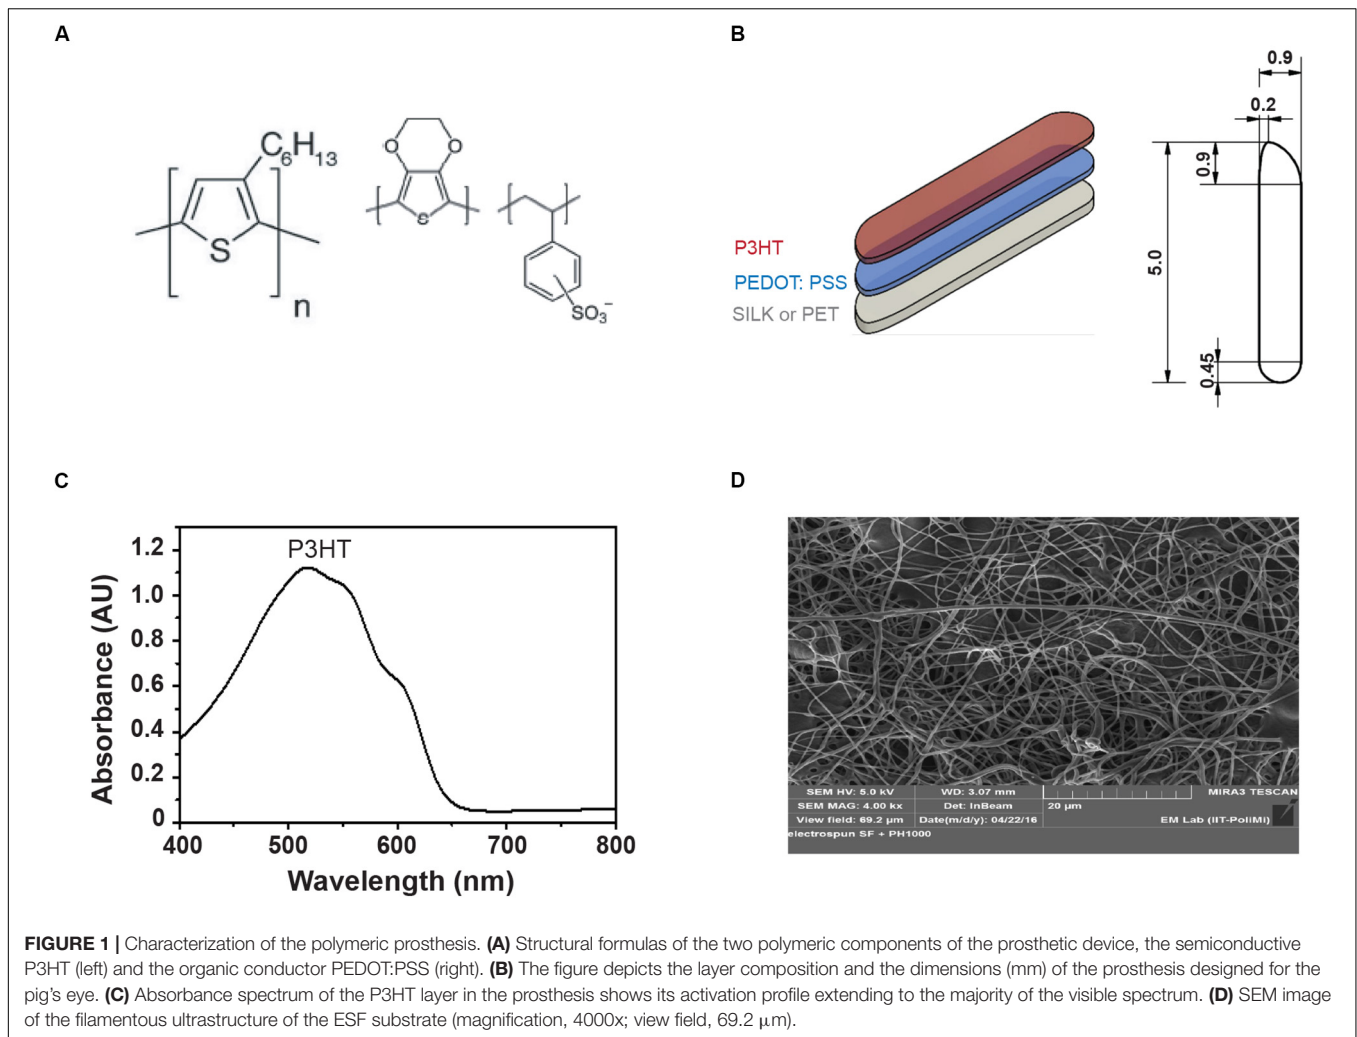 A
C6H13
S
n
O
O
S
SO3−
B
P3HT
PEDOT: PSS
SILK or PET
0.9
0.2
0.9
5.0
0.45
C
P3HT
Absorbance (AU)
1.2
1.0
0.8
0.6
0.4
0.2
0
400 500 600 700 800
Wavelength (nm)
D
SEM HV: 5.0 kV WD: 3.07 mm MIRA3 TESCAN
SEM MAG: 4.00 kx Det: InBeam 20 µm
View field: 69.2 µm Date(m/d/y): 04/22/16 EM Lab (IIT-PoliMI)
electrospun SF + PH1000
FIGURE 1 | Characterization of the polymeric prosthesis. (A) Structural formulas of the two polymeric components of the prosthetic device, the semiconductive
P3HT (left) and the organic conductor PEDOT:PSS (right). (B) The figure depicts the layer composition and the dimensions (mm) of the prosthesis designed for the
pig's eye. (C) Absorbance spectrum of the P3HT layer in the prosthesis shows its activation profile extending to the majority of the visible spectrum. (D) SEM image
of the filamentous ultrastructure of the ESF substrate (magnification, 4000x; view field, 69.2 µm).